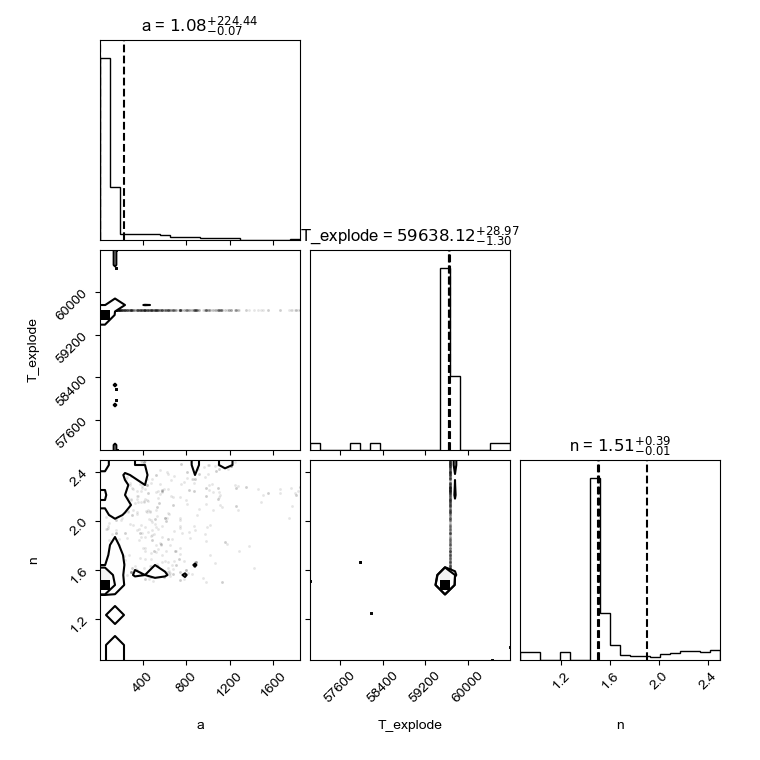 a = 1.08+224.44−0.07
T_explode = 59638.12+28.97−1.30
60000
59200
58400
57600
T_explode
n = 1.51+0.39−0.01
2.4
2.0
1.6
1.2
n
400
800
1200
1600
a
57600
58400
59200
60000
T_explode
1.2
1.6
2.0
2.4
n